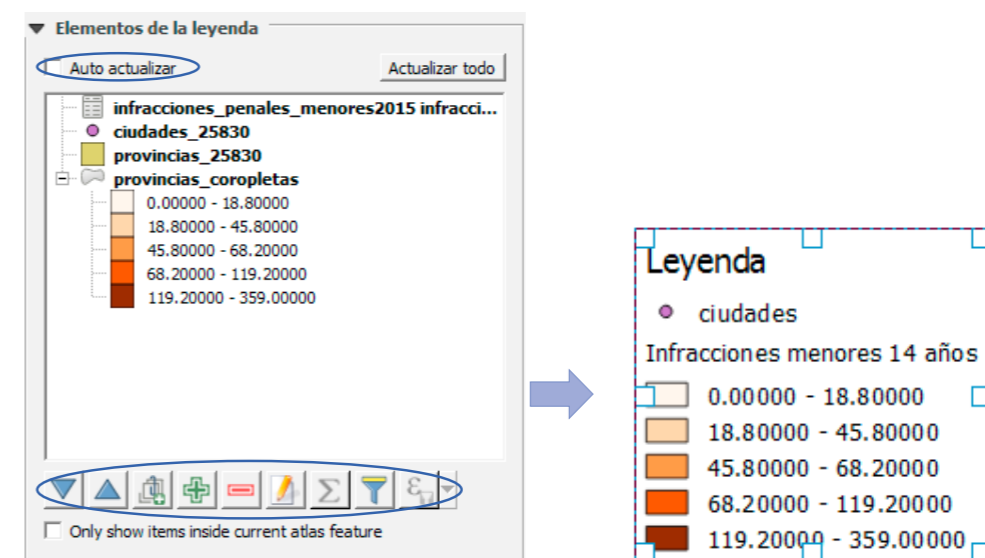 Elementos de la leyenda
Auto actualizar
Actualizar todo
infracciones_penales_menores2015 infracci...
ciudades_25830
provincias_25830
provincias_coropletas
0.00000 - 18.80000
18.80000 - 45.80000
45.80000 - 68.20000
68.20000 - 119.20000
119.20000 - 359.00000
Σ
ε
Only show items inside current atlas feature
Leyenda
ciudades
Infracciones menores 14 años
0.00000 - 18.80000
18.80000 - 45.80000
45.80000 - 68.20000
68.20000 - 119.20000
119.20000 - 359.00000